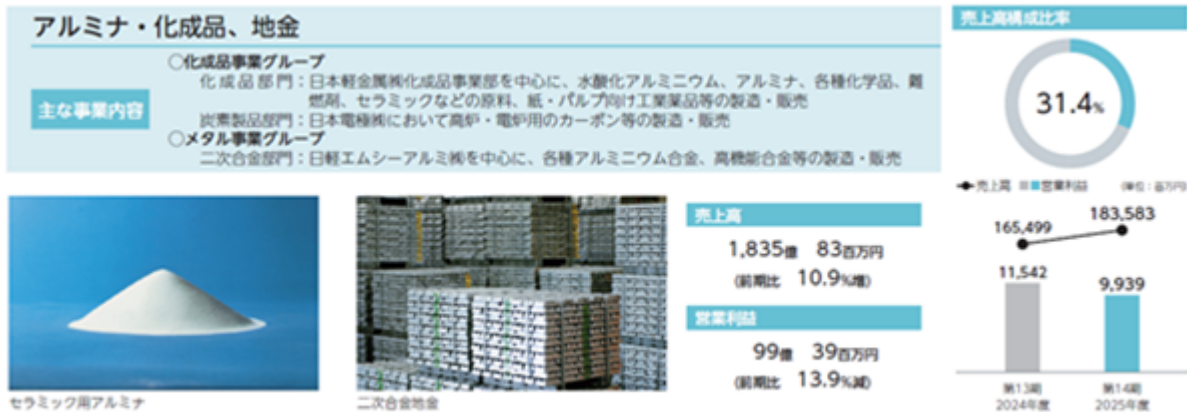 アルミナ・化成品、地金
主な事業内容
○化成品事業グループ
化成品部門：日本軽金属㈱化成品事業部を中心に、水酸化アルミニウム、アルミナ、各種化学品、難
燃剤、セラミックなどの原料、紙・パルプ向け工業薬品等の製造・販売
炭素製品部門：日本電極㈱において高炉・電炉用のカーボン等の製造・販売
○メタル事業グループ
二次合金部門：日軽エムシーアルミ㈱を中心に、各種アルミニウム合金、高機能合金等の製造・販売
セラミック用アルミナ
二次合金地金
売上高
1,835億 83百万円
(前期比 10.9%増)
営業利益
99億 39百万円
(前期比 13.9%減)
売上高構成比率
31.4%
売上高 営業利益 (単位：百万円)
165,499 183,583
11,542 9,939
第13期 第14期
2024年度 2025年度